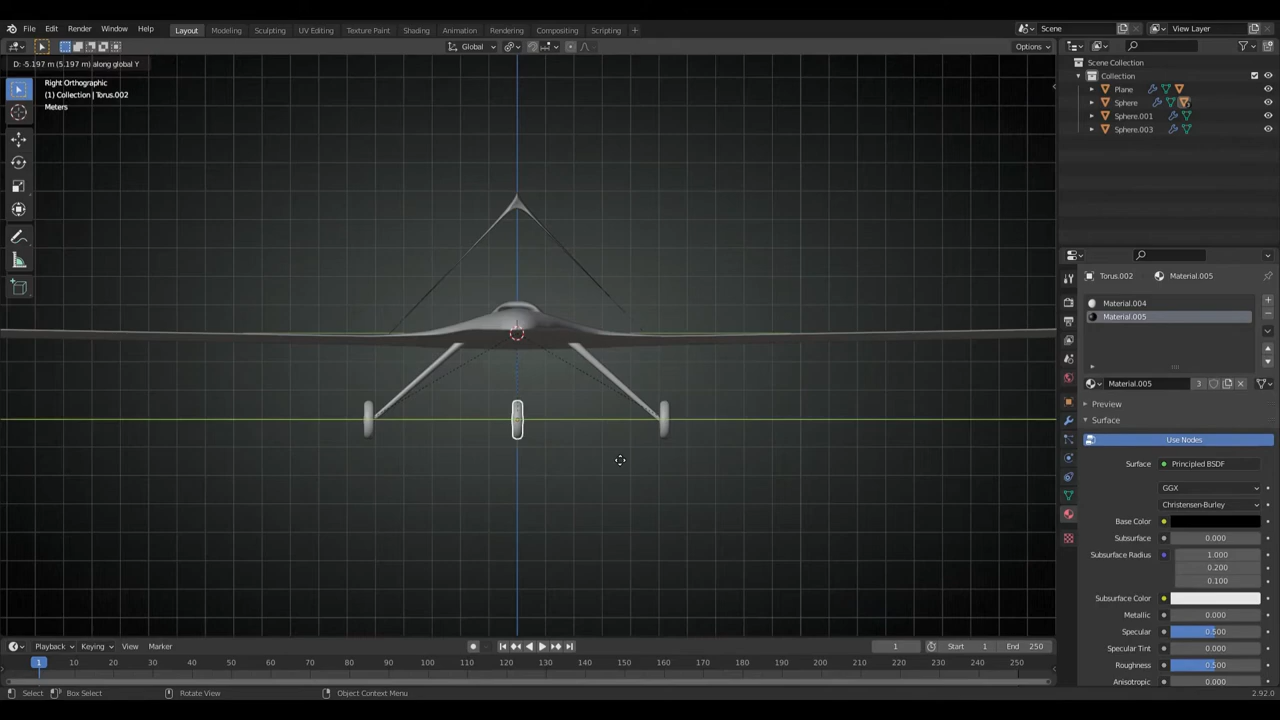 File Edit Render Window Help Layout Modeling Sculpting UV Editing Texture Paint Shading Animation Rendering Compositing Scripting + Scene View Layer
Global Options
D: -5.197 m (5.197 m) along global Y
Right Orthographic
(1) Collection | Torus.002
Meters
Scene Collection
Collection
Plane
Sphere
Sphere.001
Sphere.003
Torus.002 Material.005
Material.004
Material.005
Material.005 3
Preview
Surface
Use Nodes
Surface Principled BSDF
GGX
Christensen-Burley
Base Color
Subsurface 0.000
Subsurface Radius 1.000
0.200
0.100
Subsurface Color
Metallic 0.000
Specular 0.500
Specular Tint 0.000
Roughness 0.500
Anisotropic 0.000
Playback Keying View Marker 1 Start 1 End 250
1 10 20 30 40 50 60 70 80 90 100 110 120 130 140 150 160 170 180 190 200 210 220 230 240 250
Select Box Select Rotate View Object Context Menu 2.92.0